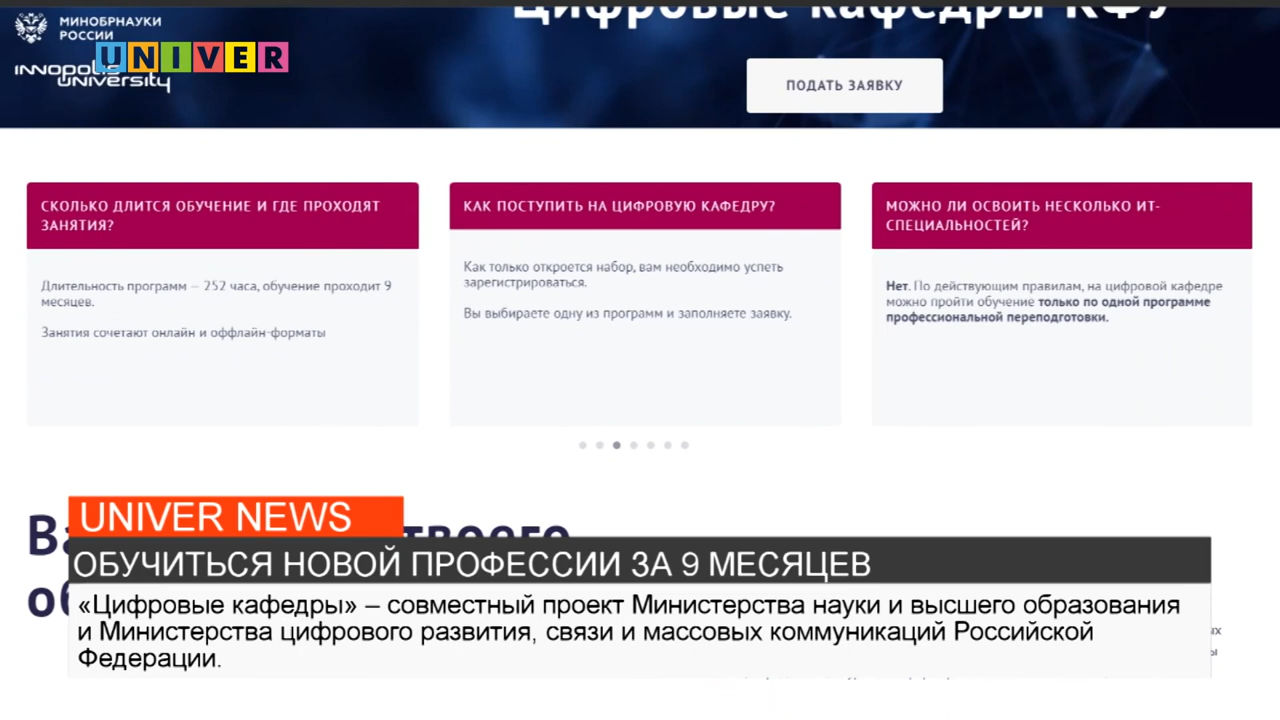 Цифровые кафедры КФУ
МИНОБРНАУКИ
РОССИИ
UNIVER
INNOPOLIS
UNIVERSITY
ПОДАТЬ ЗАЯВКУ
СКОЛЬКО ДЛИТСЯ ОБУЧЕНИЕ И ГДЕ ПРОХОДЯТ
ЗАНЯТИЯ?
Длительность программ — 252 часа, обучение проходит 9
месяцев.
Занятия сочетают онлайн и оффлайн-форматы
КАК ПОСТУПИТЬ НА ЦИФРОВУЮ КАФЕДРУ?
Как только откроется набор, вам необходимо успеть
зарегистрироваться.
Вы выбираете одну из программ и заполняете заявку.
МОЖНО ЛИ ОСВОИТЬ НЕСКОЛЬКО ИТ-
СПЕЦИАЛЬНОСТЕЙ?
Нет. По действующим правилам, на цифровой кафедре
можно пройти обучение только по одной программе
профессиональной переподготовки.
UNIVER NEWS
ОБУЧИТЬСЯ НОВОЙ ПРОФЕССИИ ЗА 9 МЕСЯЦЕВ
«Цифровые кафедры» – совместный проект Министерства науки и высшего образования
и Министерства цифрового развития, связи и массовых коммуникаций Российской
Федерации.